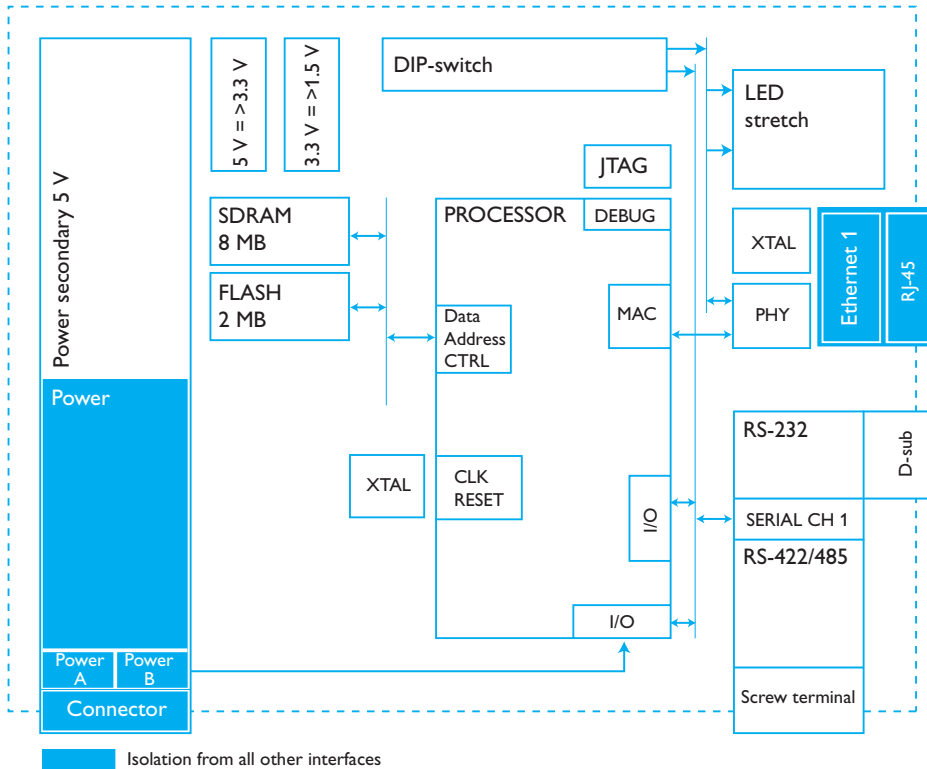 Power secondary 5 V
5 V = >3.3 V
3.3 V = >1.5 V
DIP-switch
LED
stretch
JTAG
SDRAM
8 MB
FLASH
2 MB
PROCESSOR
DEBUG
MAC
Data
Address
CTRL
XTAL
PHY
Ethernet 1
RJ-45
Power
XTAL
CLK
RESET
I/O
I/O
RS-232
D-sub
SERIAL CH 1
RS-422/485
Screw terminal
Power
A
Power
B
Connector
Isolation from all other interfaces